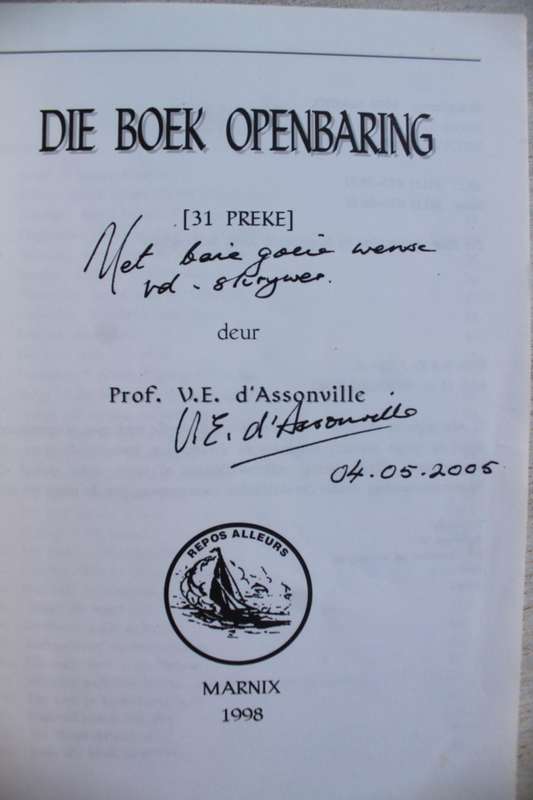 DIE BOEK OPENBARING
[31 PREKE]
Met baie goeie wense
vd. skrywer.
deur
Prof. V.E. d'Assonville
V.E. d'Assonville
04.05.2005
REPOS ALLEURS
MARNIX
1998